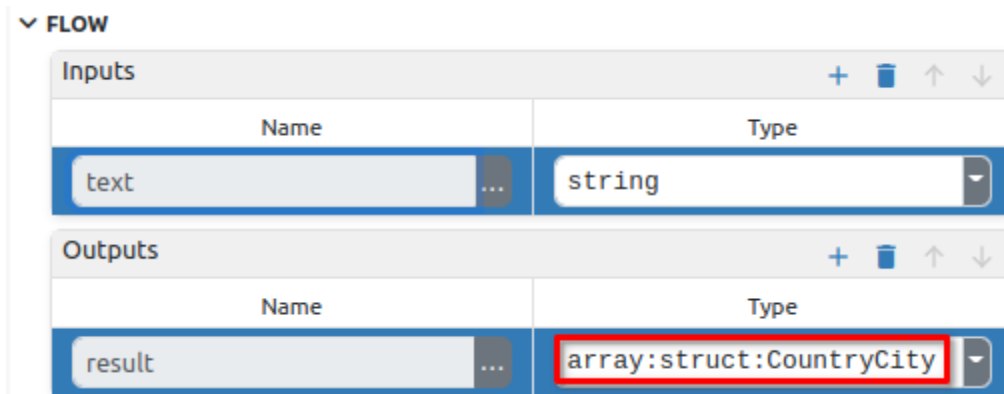 FLOW
Inputs
Name Type
text ... string
Outputs
Name Type
result ... array:struct:CountryCity